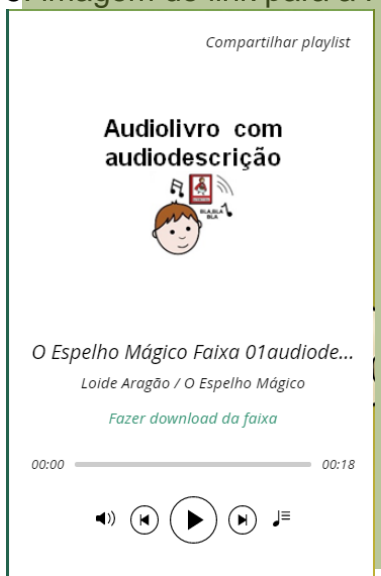 Compartilhar playlist
Audiolivro com
audiodescrição
BLA,BLA
BLA
O Espelho Mágico Faixa 01audiode...
Loide Aragão / O Espelho Mágico
Fazer download da faixa
00:00 00:18